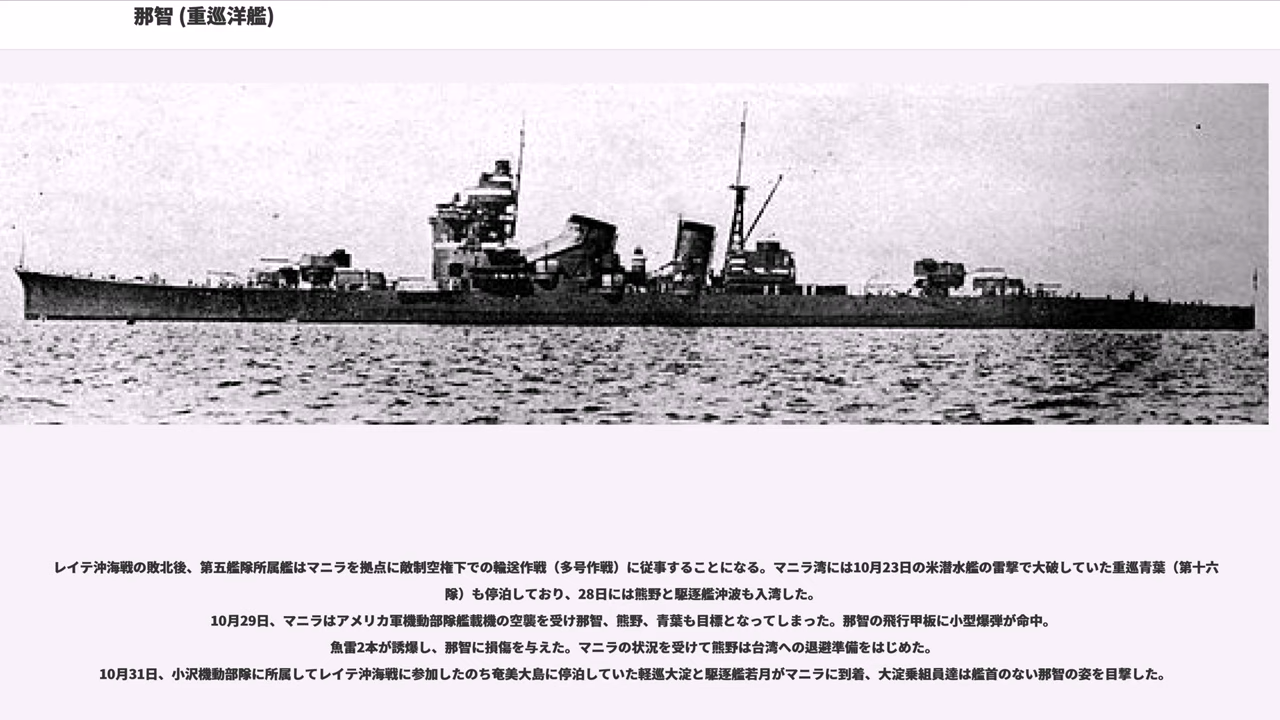 那智 (重巡洋艦)
レイテ沖海戦の敗北後、第五艦隊所属艦はマニラを拠点に敵制空権下での輸送作戦（多号作戦）に従事することになる。マニラ湾には10月23日の米潜水艦の雷撃で大破していた重巡青葉（第十六
隊）も停泊しており、28日には熊野と駆逐艦沖波も入湾した。
10月29日、マニラはアメリカ軍機動部隊艦載機の空襲を受け那智、熊野、青葉も目標となってしまった。那智の飛行甲板に小型爆弾が命中。
魚雷2本が誘爆し、那智に損傷を与えた。マニラの状況を受けて熊野は台湾への退避準備をはじめた。
10月31日、小沢機動部隊に所属してレイテ沖海戦に参加したのち奄美大島に停泊していた軽巡大淀と駆逐艦若月がマニラに到着、大淀乗組員達は艦首のない那智の姿を目撃した。